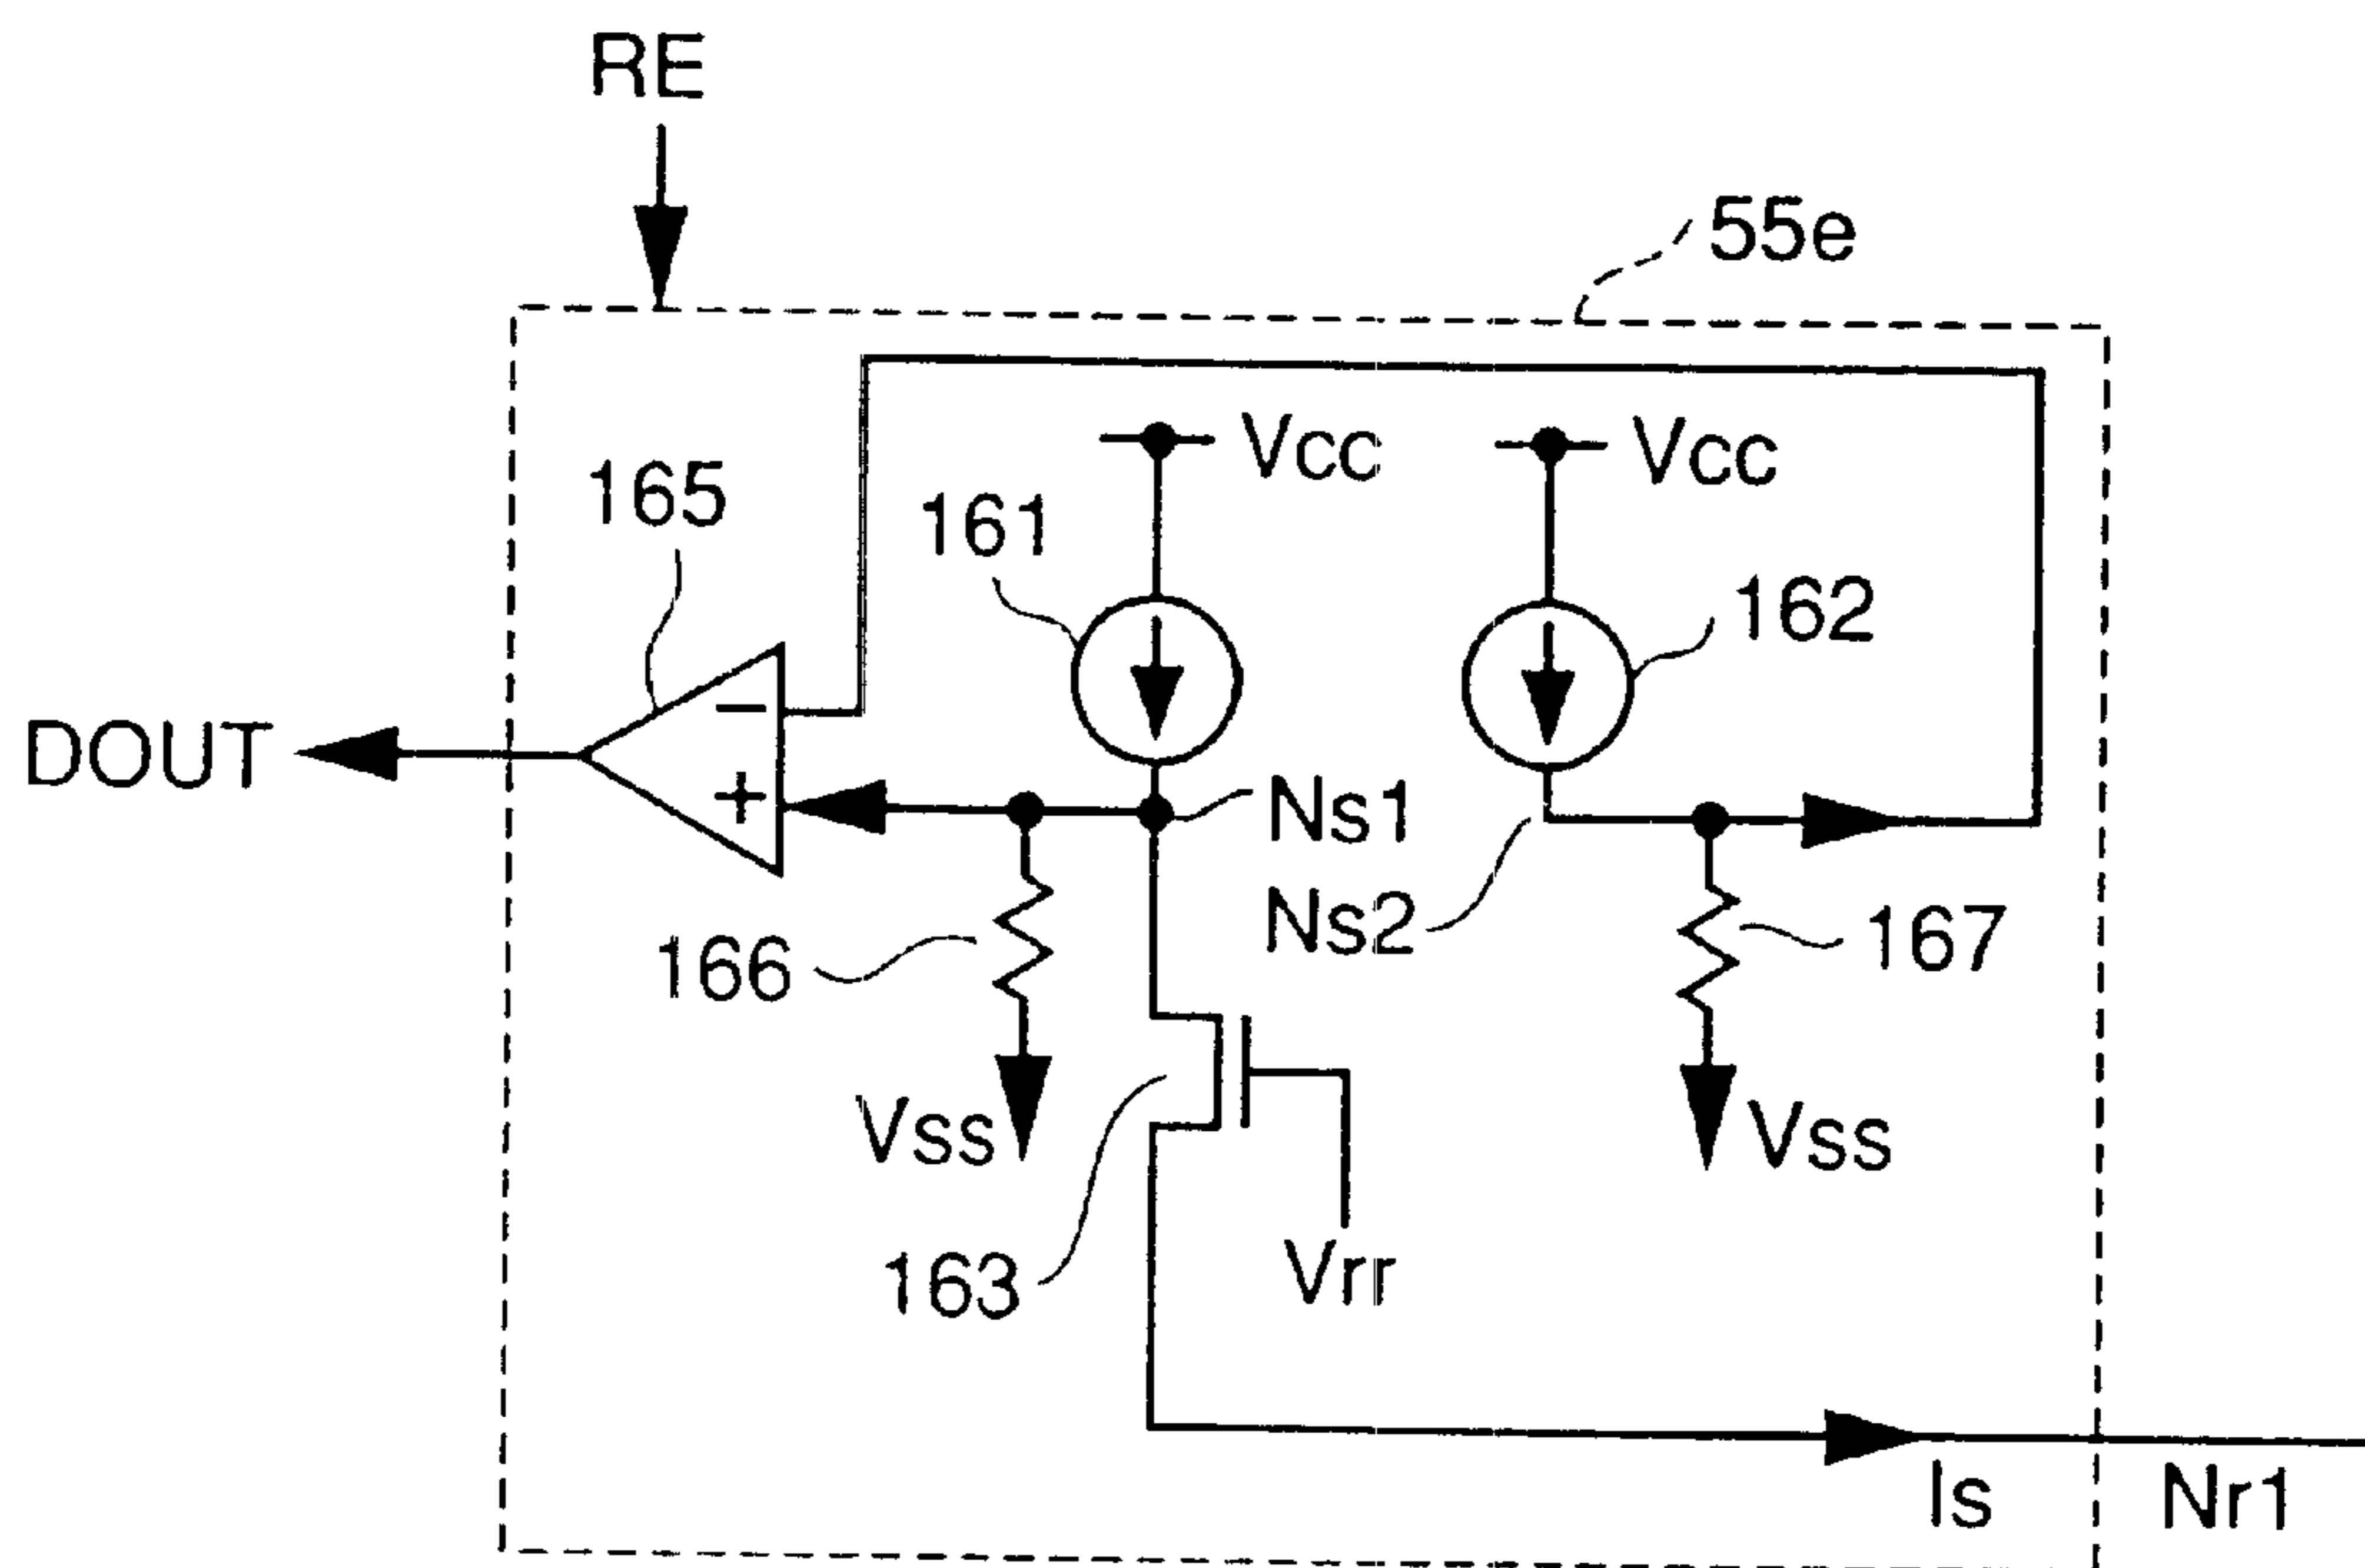 RE
55e
Vcc
Vcc
165
161
162
DOUT
−
+
Ns1
Ns2
166
167
Vss
Vss
163
Vrr
Is
Nr1